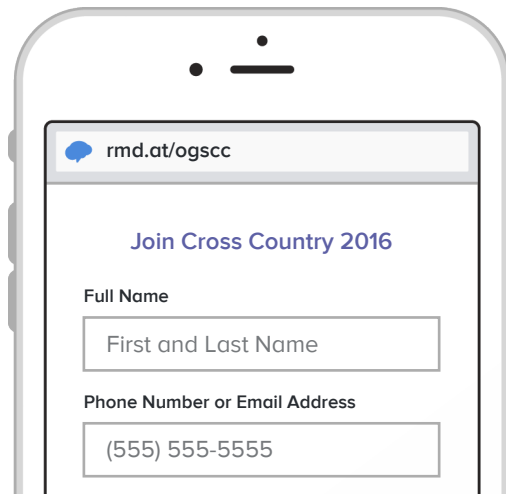 rmd.at/ogscc
Join Cross Country 2016
Full Name
First and Last Name
Phone Number or Email Address
(555) 555-5555